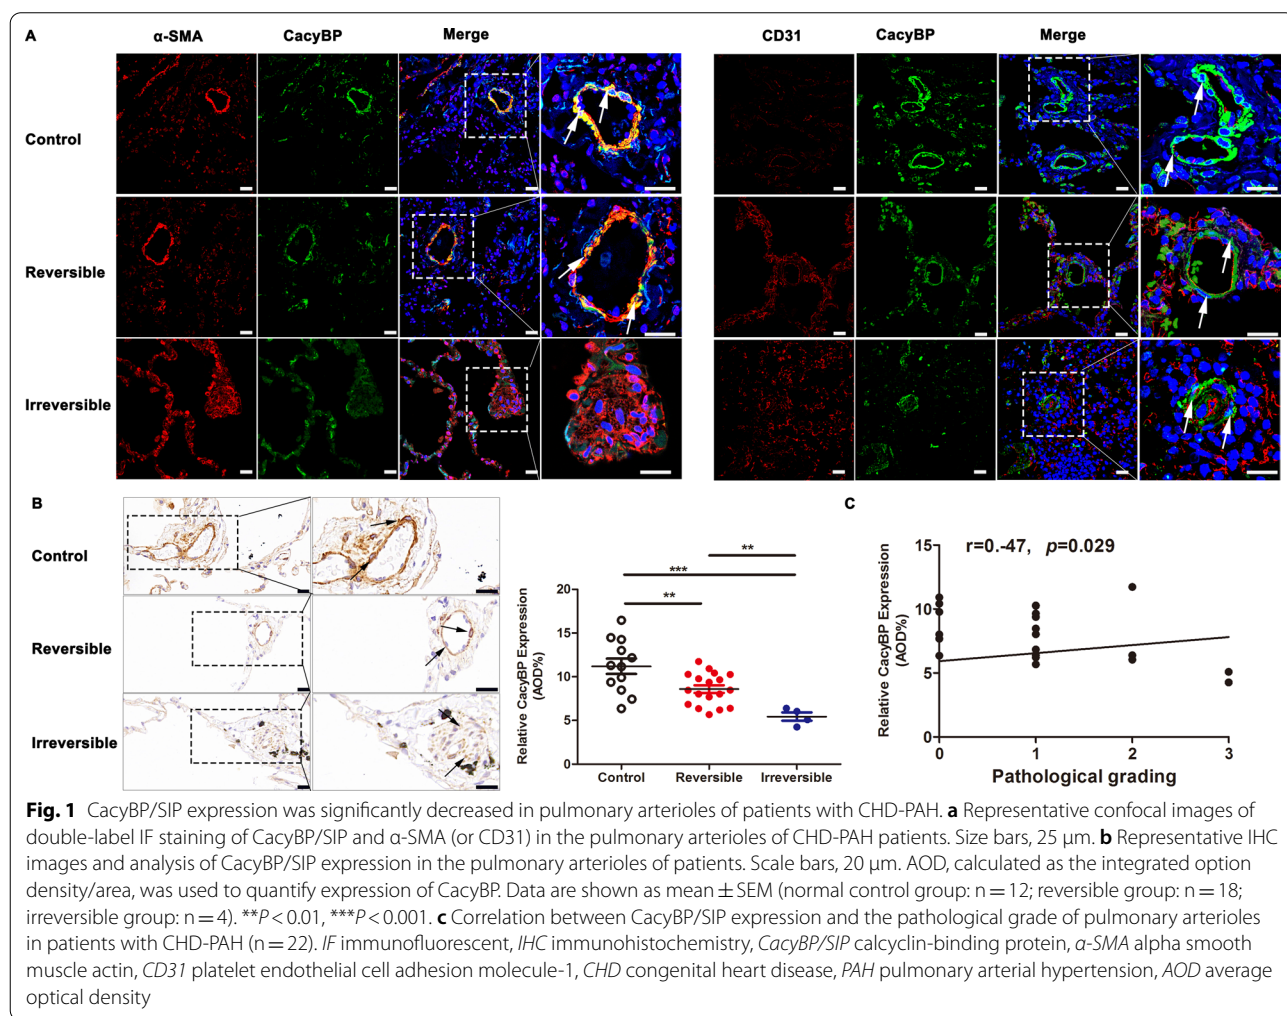 A
α-SMA CacyBP Merge CD31 CacyBP Merge
Control
Reversible
Irreversible
B
Control
Reversible
Irreversible
Relative CacyBP Expression
(AOD%)
20
15
10
5
0
**
***
**
Control Reversible Irreversible
C
r=0.-47, p=0.029
Relative CacyBP Expression
(AOD%)
15
10
5
0
0 1 2 3
Pathological grading
Fig. 1 CacyBP/SIP expression was significantly decreased in pulmonary arterioles of patients with CHD-PAH. a Representative confocal images of
double-label IF staining of CacyBP/SIP and α-SMA (or CD31) in the pulmonary arterioles of CHD-PAH patients. Size bars, 25 μm. b Representative IHC
images and analysis of CacyBP/SIP expression in the pulmonary arterioles of patients. Scale bars, 20 μm. AOD, calculated as the integrated option
density/area, was used to quantify expression of CacyBP. Data are shown as mean ± SEM (normal control group: n = 12; reversible group: n = 18;
irreversible group: n = 4). **P < 0.01, ***P < 0.001. c Correlation between CacyBP/SIP expression and the pathological grade of pulmonary arterioles
in patients with CHD-PAH (n = 22). IF immunofluorescent, IHC immunohistochemistry, CacyBP/SIP calcyclin-binding protein, α-SMA alpha smooth
muscle actin, CD31 platelet endothelial cell adhesion molecule-1, CHD congenital heart disease, PAH pulmonary arterial hypertension, AOD average
optical density